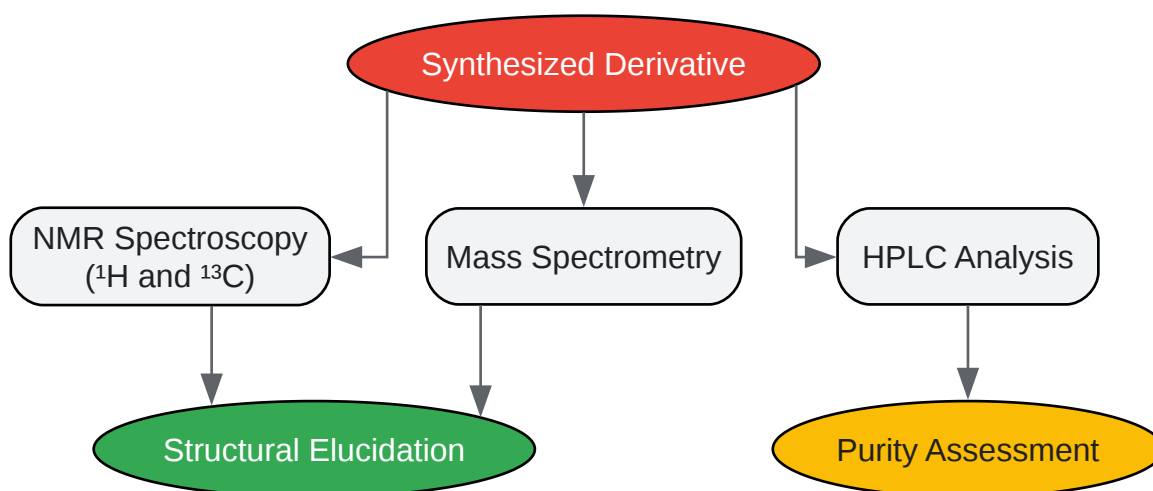 Synthesized Derivative
NMR Spectroscopy
(¹H and ¹³C)
Mass Spectrometry
HPLC Analysis
Structural Elucidation
Purity Assessment